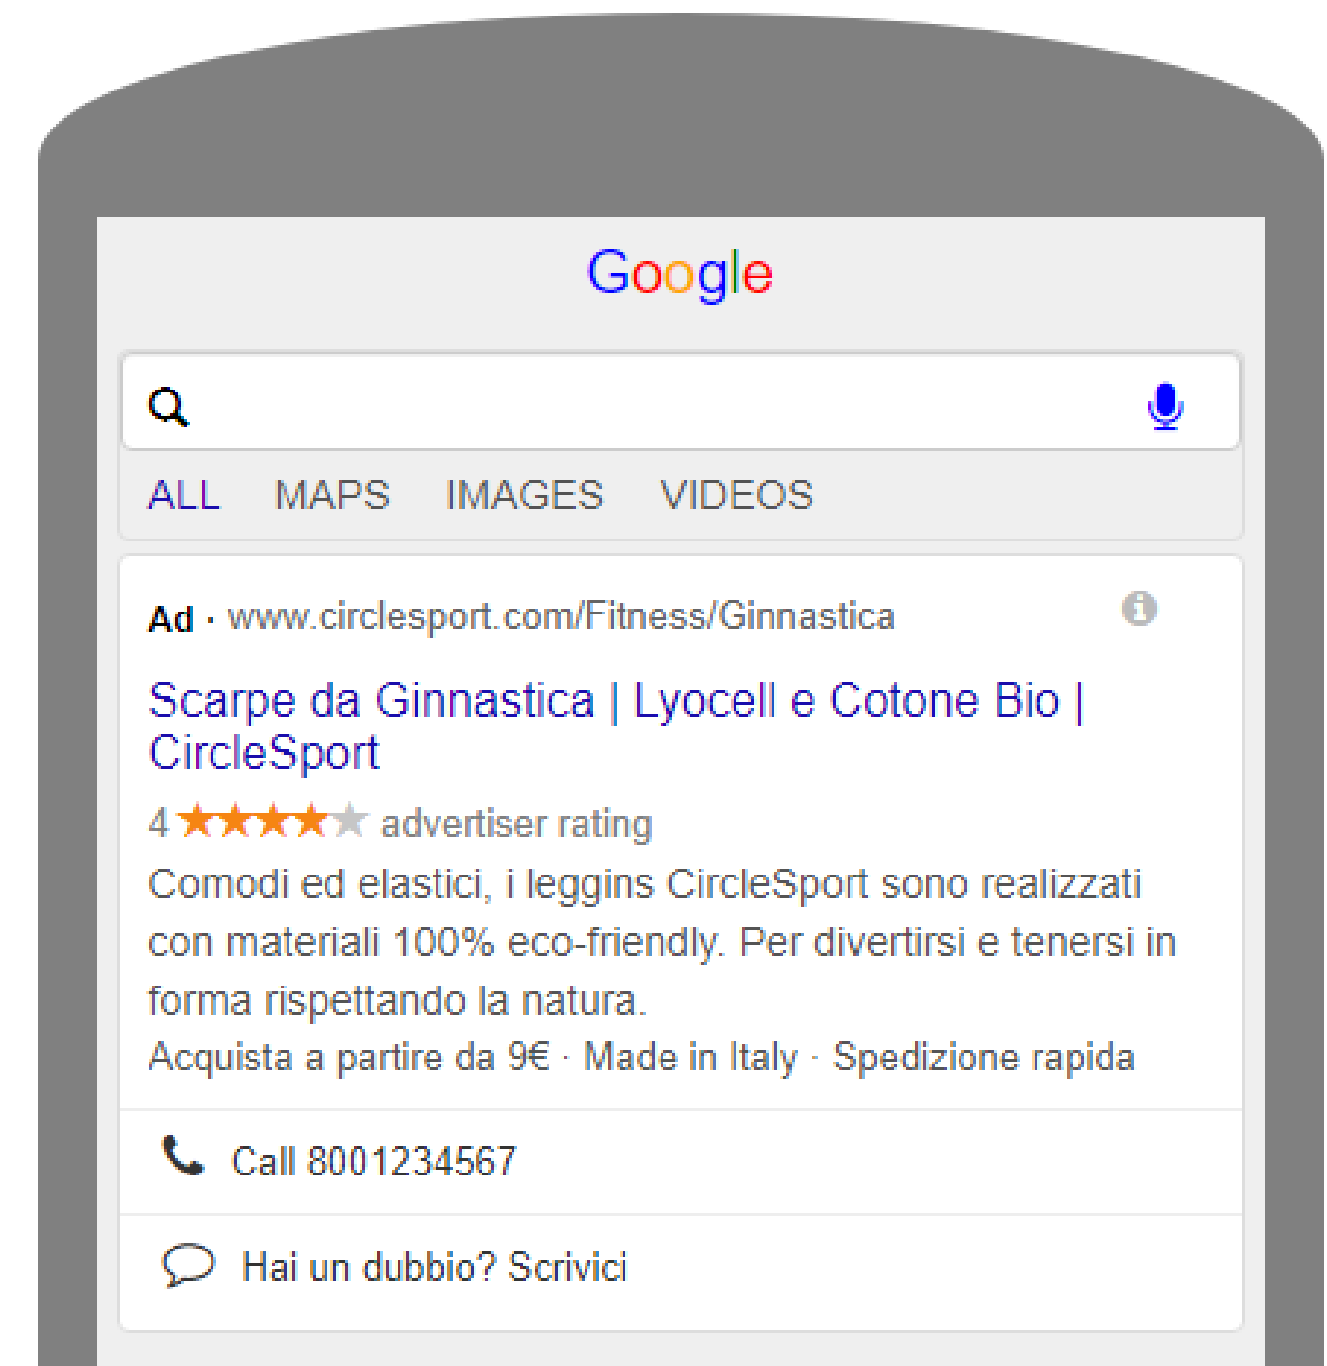 Google
ALL MAPS IMAGES VIDEOS
Ad · www.circlesport.com/Fitness/Ginnastica
Scarpe da Ginnastica | Lyocell e Cotone Bio |
CircleSport
4 ★★★★★ advertiser rating
Comodi ed elastici, i leggins CircleSport sono realizzati
con materiali 100% eco-friendly. Per divertirsi e tenersi in
forma rispettando la natura.
Acquista a partire da 9€ · Made in Italy · Spedizione rapida
Call 8001234567
Hai un dubbio? Scrivici